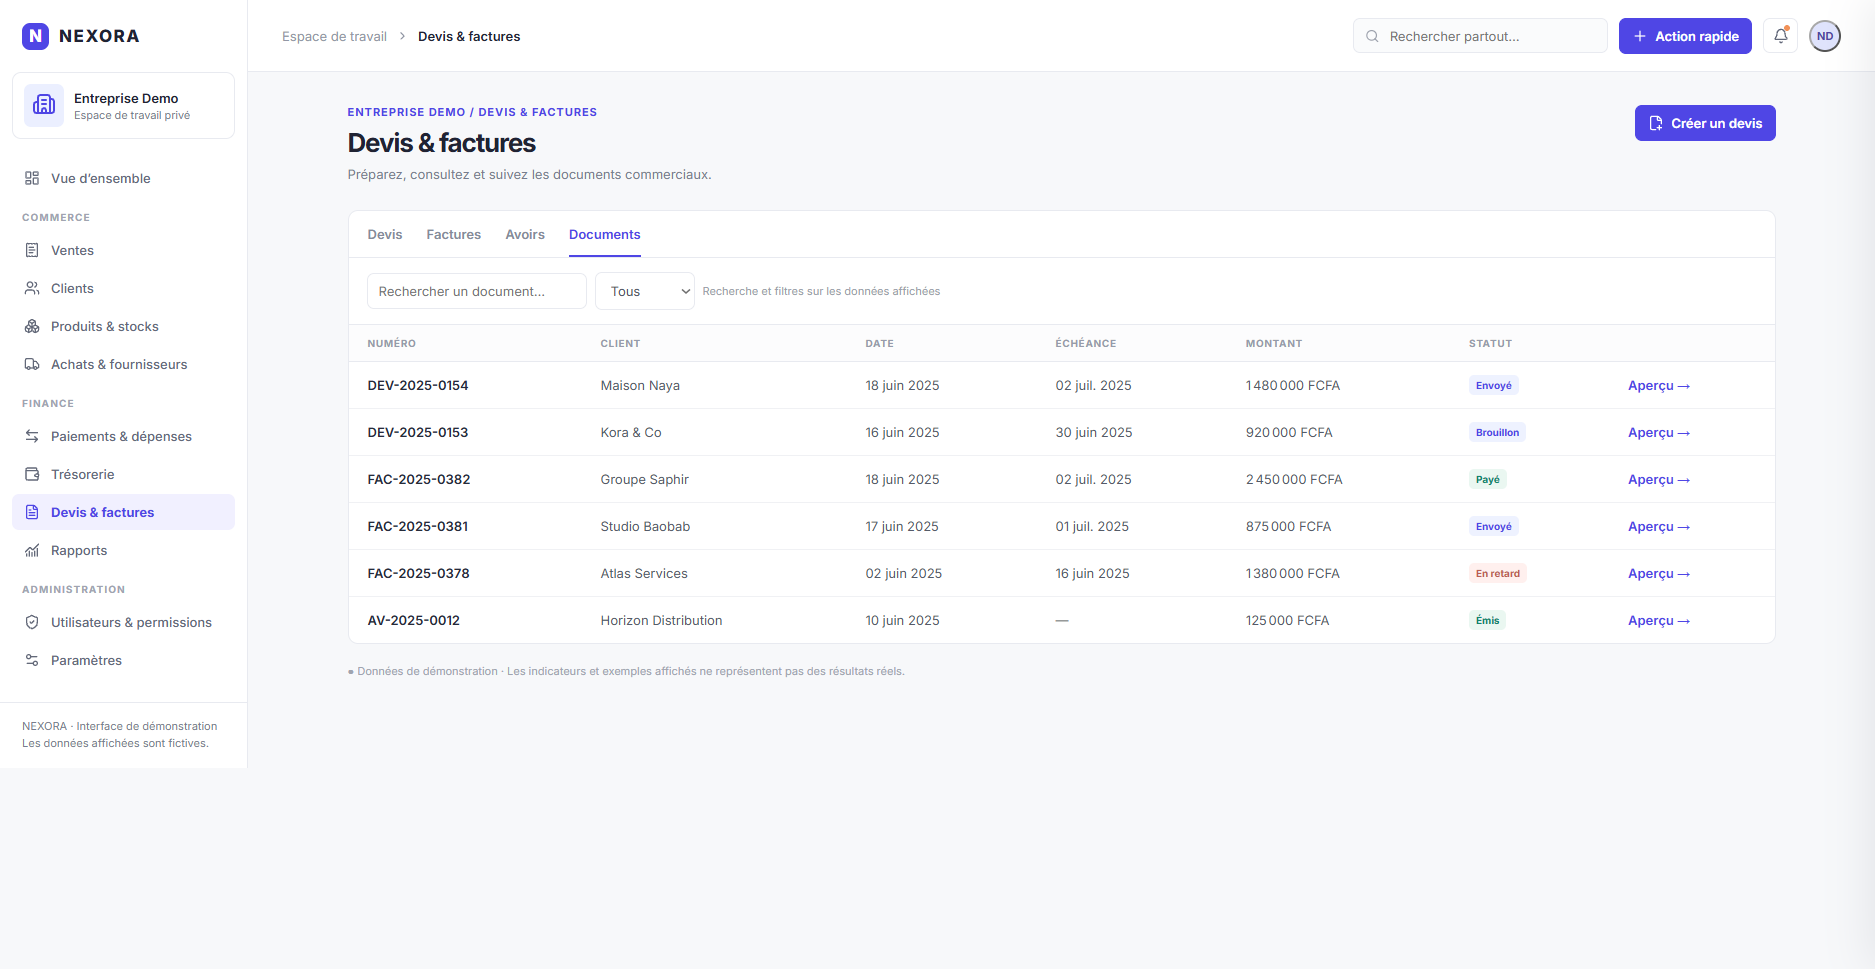 N NEXORA
Entreprise Demo
Espace de travail privé
Vue d'ensemble
COMMERCE
Ventes
Clients
Produits & stocks
Achats & fournisseurs
FINANCE
Paiements & dépenses
Trésorerie
Devis & factures
Rapports
ADMINISTRATION
Utilisateurs & permissions
Paramètres
NEXORA · Interface de démonstration
Les données affichées sont fictives.
Espace de travail > Devis & factures
Rechercher partout...
+ Action rapide
ND
ENTREPRISE DEMO / DEVIS & FACTURES
Devis & factures
Préparez, consultez et suivez les documents commerciaux.
Créer un devis
Devis Factures Avoirs Documents
Rechercher un document... Tous Recherche et filtres sur les données affichées
NUMÉRO CLIENT DATE ÉCHÉANCE MONTANT STATUT
DEV-2025-0154 Maison Naya 18 juin 2025 02 juil. 2025 1 480 000 FCFA Envoyé Aperçu →
DEV-2025-0153 Kora & Co 16 juin 2025 30 juin 2025 920 000 FCFA Brouillon Aperçu →
FAC-2025-0382 Groupe Saphir 18 juin 2025 02 juil. 2025 2 450 000 FCFA Payé Aperçu →
FAC-2025-0381 Studio Baobab 17 juin 2025 01 juil. 2025 875 000 FCFA Envoyé Aperçu →
FAC-2025-0378 Atlas Services 02 juin 2025 16 juin 2025 1 380 000 FCFA En retard Aperçu →
AV-2025-0012 Horizon Distribution 10 juin 2025 — 125 000 FCFA Émis Aperçu →
● Données de démonstration · Les indicateurs et exemples affichés ne représentent pas des résultats réels.